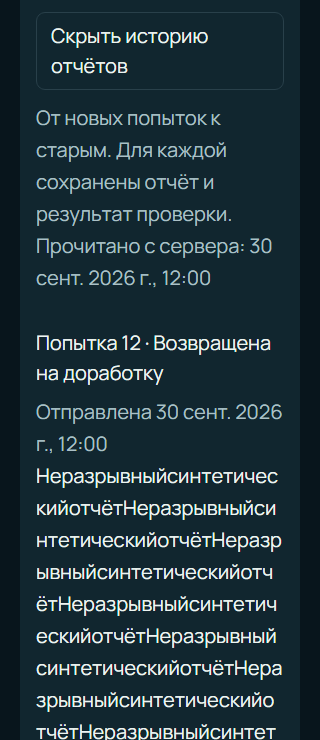 Скрыть историю
отчётов
От новых попыток к
старым. Для каждой
сохранены отчёт и
результат проверки.
Прочитано с сервера: 30
сент. 2026 г., 12:00
Попытка 12 · Возвращена
на доработку
Отправлена 30 сент. 2026
г., 12:00
Неразрывныйсинтетичес
кийотчётНеразрывныйси
нтетическийотчётНеразр
ывныйсинтетическийотч
ётНеразрывныйсинтетич
ескийотчётНеразрывный
синтетическийотчётНера
зрывныйсинтетическийо
тчётНеразрывныйсинтет